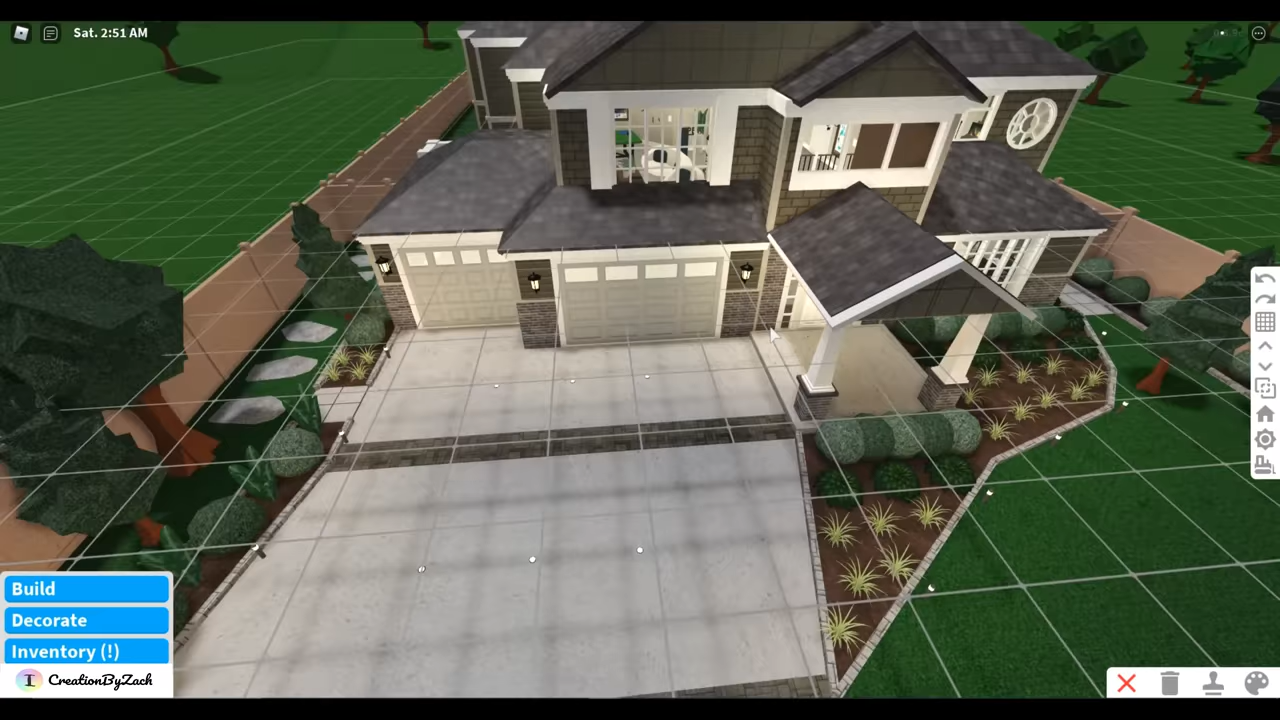 Sat. 2:51 AM
Build
Decorate
Inventory (!)
CreationByZach